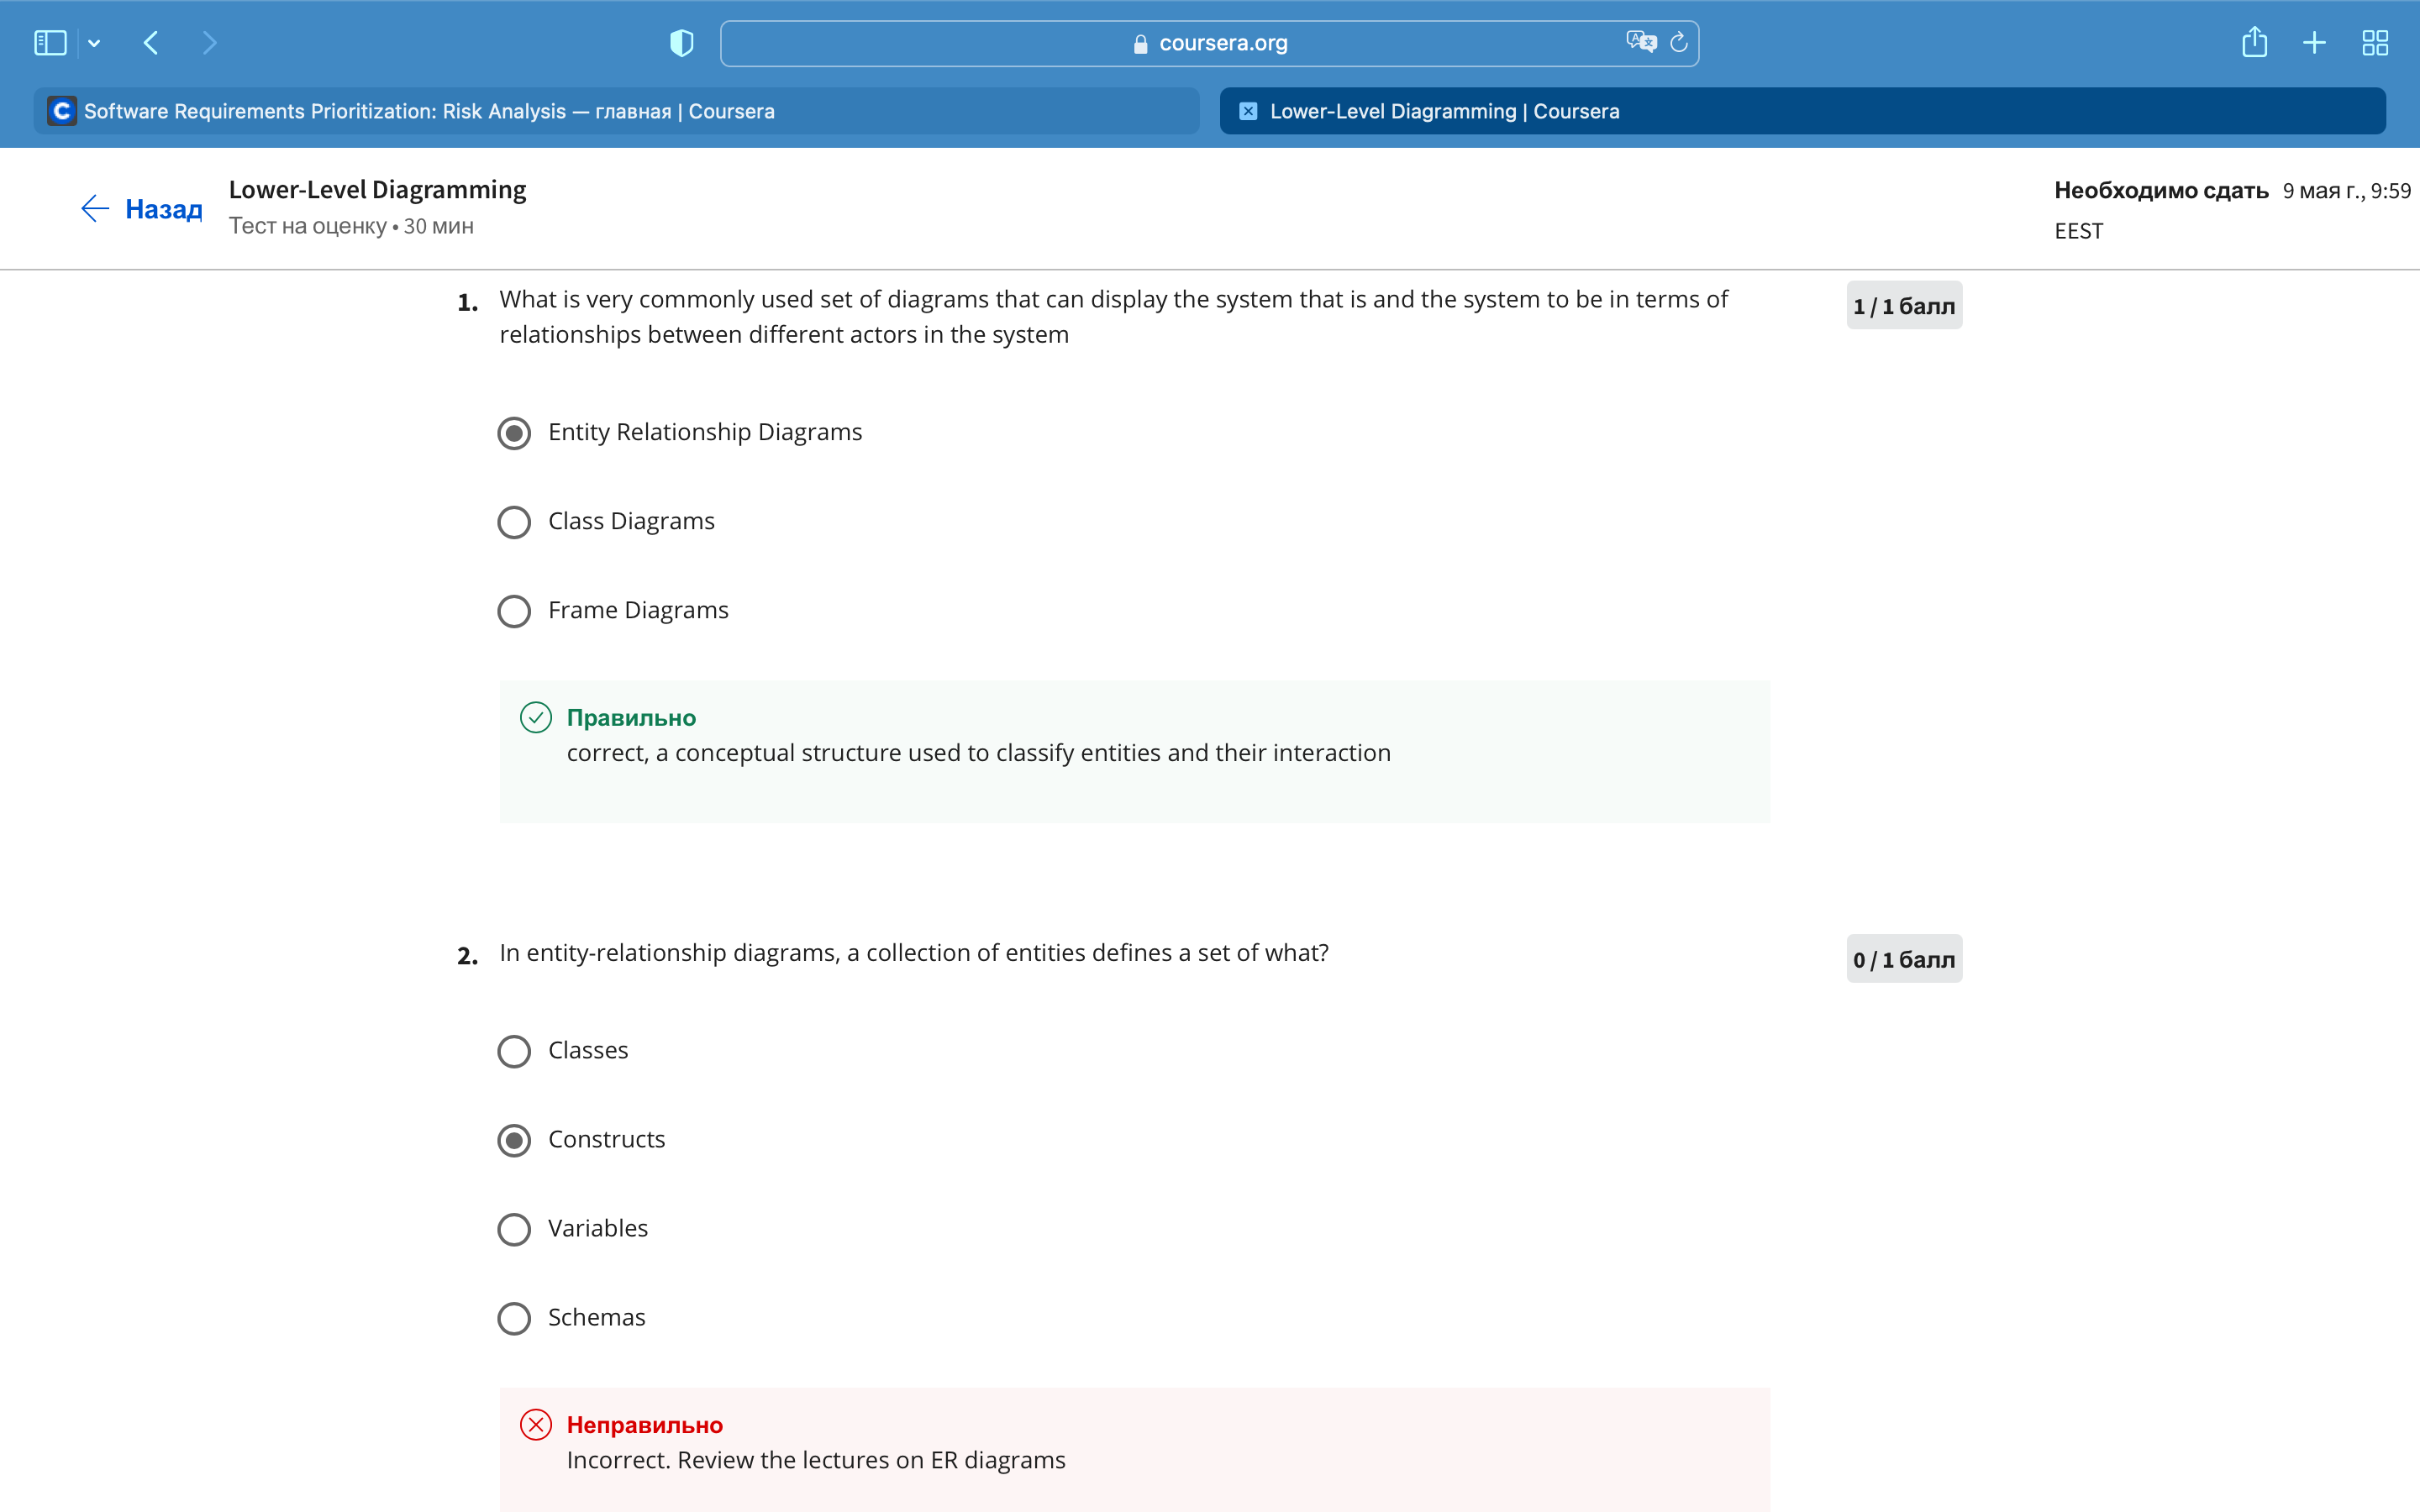 coursera.org
Software Requirements Prioritization: Risk Analysis — главная | Coursera
Lower-Level Diagramming | Coursera
Назад
Lower-Level Diagramming
Тест на оценку • 30 мин
Необходимо сдать 9 мая г., 9:59
EEST
1. What is very commonly used set of diagrams that can display the system that is and the system to be in terms of
relationships between different actors in the system
1 / 1 балл
Entity Relationship Diagrams
Class Diagrams
Frame Diagrams
Правильно
correct, a conceptual structure used to classify entities and their interaction
2. In entity-relationship diagrams, a collection of entities defines a set of what?
0 / 1 балл
Classes
Constructs
Variables
Schemas
Неправильно
Incorrect. Review the lectures on ER diagrams